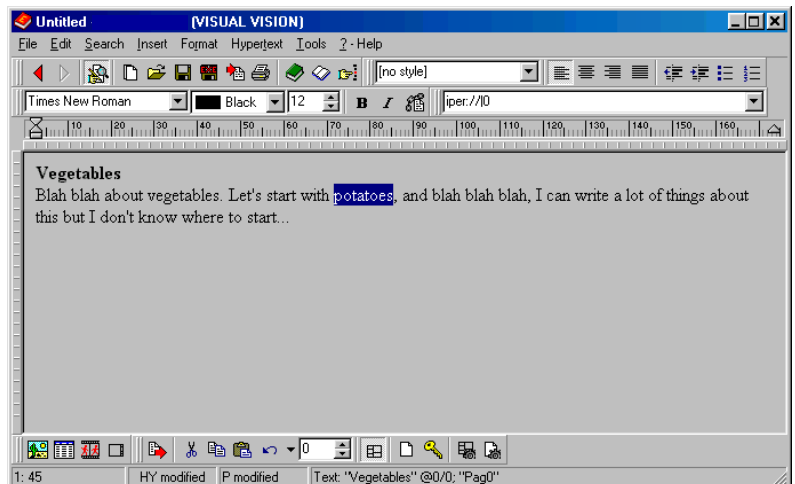 Untitled (VISUAL VISION)
File Edit Search Insert Format Hypertext Tools ?-Help
[no style]
Times New Roman Black 12 B I iper://|0
10 20 30 40 50 60 70 80 90 100 110 120 130 140 150 160
Vegetables
Blah blah about vegetables. Let's start with potatoes, and blah blah blah, I can write a lot of things about
this but I don't know where to start...
0
1: 45 HY modified P modified Text: "Vegetables" @0/0; "Pag0"